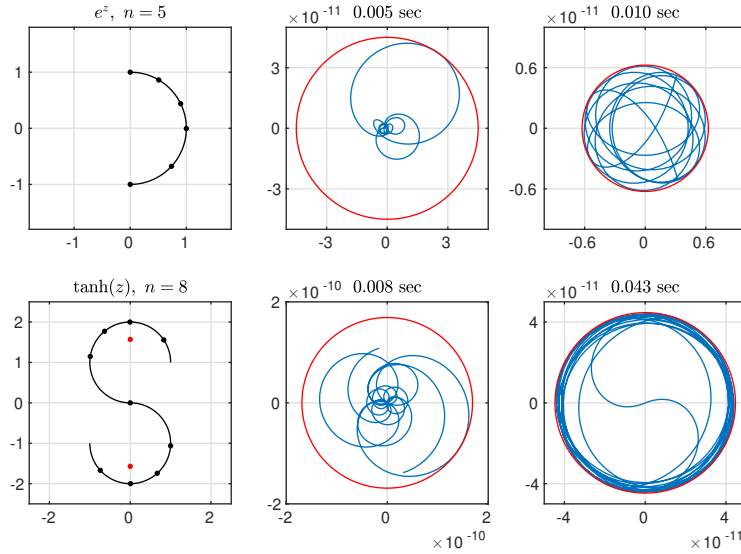 e^z, n = 5
1
0
-1
-1 0 1
×10 -11 0.005 sec
3
0
-3
-3 0 3
×10 -11 0.010 sec
0.6
0
-0.6
-0.6 0 0.6
tanh(z), n = 8
2
1
0
-1
-2
-2 0 2
×10 -10 0.008 sec
2
0
-2
-2 0 2
×10 -10
×10 -11 0.043 sec
4
0
-4
-4 0 4
×10 -11